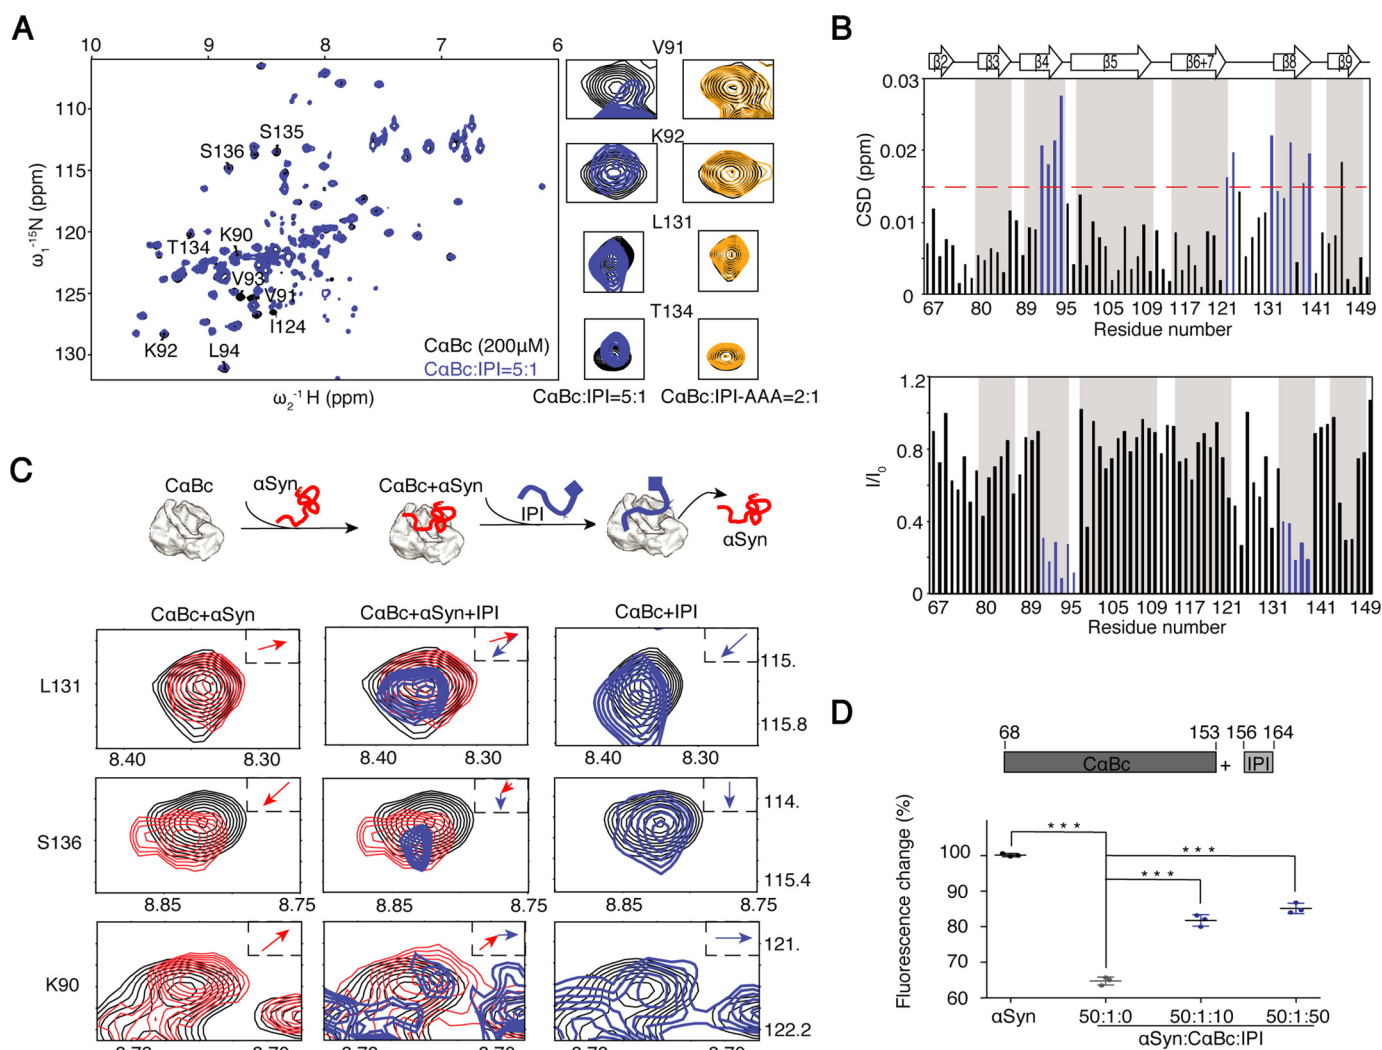 A
10 9 8 7 6
110
115
120
125
130
ω₁-¹⁵N (ppm)
S135
S136
T134
K90
V93
V91
I124
K92
L94
CαBc (200μM)
CαBc:IPI=5:1
ω₂-¹ H (ppm)
V91
K92
L131
T134
CαBc:IPI=5:1 CαBc:IPI-AAA=2:1
B
β2 β3 β4 β5 β6+7 β8 β9
0.03
0.02
0.01
0
CSD (ppm)
67 80 89 95 105 109 117 121 131 141 149
Residue number
1.2
0.8
0.4
0
I/I₀
67 80 89 95 105 109 117 121 131 141 149
Residue number
C
CαBc
αSyn
CαBc+αSyn
IPI
αSyn
CαBc+αSyn CαBc+αSyn+IPI CαBc+IPI
L131
115.
115.8
8.40 8.30 8.40 8.30 8.40 8.30
S136
114.
115.4
8.85 8.75 8.85 8.75 8.85 8.75
K90
121.
122.2
D
68 153 156 164
CαBc + IPI
Fluorescence change (%)
100
90
80
70
60
* * *
* * *
* * *
αSyn 50:1:0 50:1:10 50:1:50
αSyn:CαBc:IPI